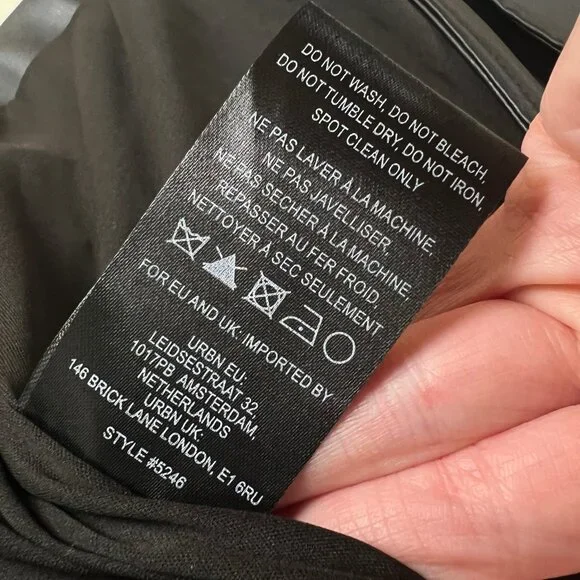 DO NOT WASH, DO NOT BLEACH,
DO NOT TUMBLE DRY, DO NOT IRON,
SPOT CLEAN ONLY
NE PAS LAVER À LA MACHINE.
NE PAS JAVELLISER.
NE PAS SECHER À LA MACHINE.
REPASSER AU FER FROID.
NETTOYER À SEC SEULEMENT
FOR EU AND UK: IMPORTED BY
URBN EU:
LEIDSESTRAAT 32,
1017PB AMSTERDAM,
NETHERLANDS
URBN UK:
146 BRICK LANE LONDON, E1 6RU
STYLE #5246